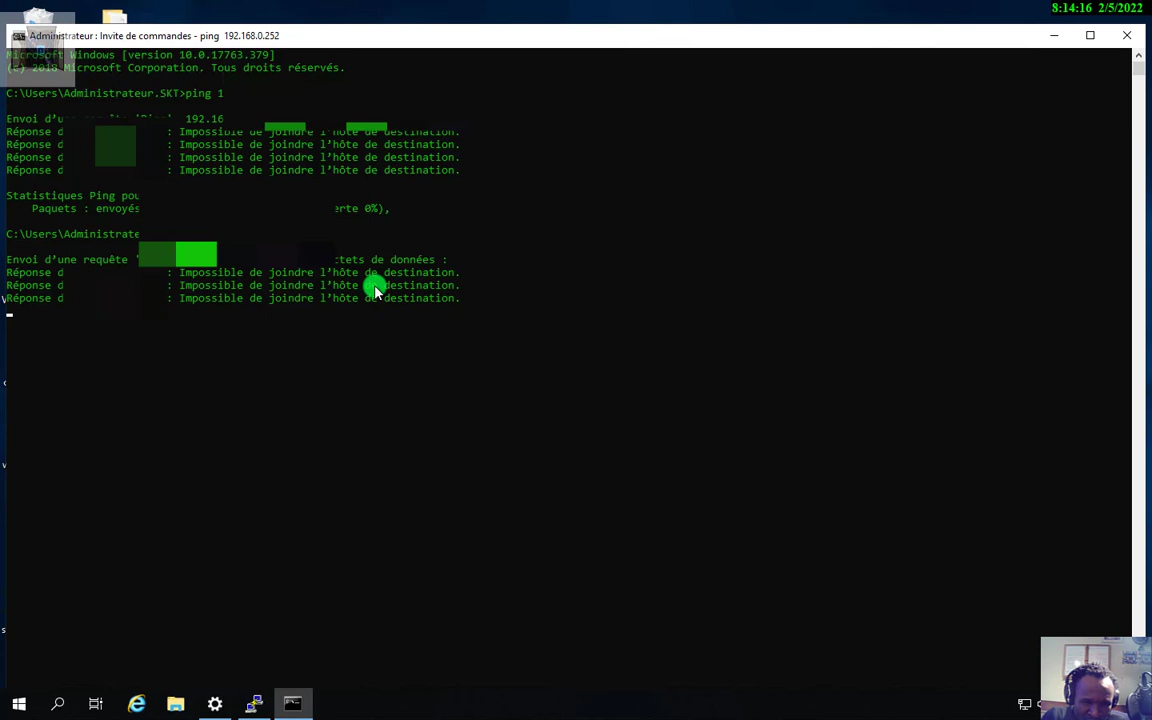 8:14:16 2/5/2022
Administrateur : Invite de commandes - ping 192.168.0.252
Microsoft Windows [version 10.0.17763.379]
(c) 2018 Microsoft Corporation. Tous droits réservés.
C:\Users\Administrateur.SKT>ping 1
Envoi d'une requête 'Ping' 192.16
Réponse d : Impossible de joindre l'hôte de destination.
Réponse d : Impossible de joindre l'hôte de destination.
Réponse d : Impossible de joindre l'hôte de destination.
Réponse d : Impossible de joindre l'hôte de destination.
Statistiques Ping pou
Paquets : envoyés erte 0%),
C:\Users\Administrate
Envoi d'une requête ctets de données :
Réponse d : Impossible de joindre l'hôte de destination.
Réponse d : Impossible de joindre l'hôte de destination.
Réponse d : Impossible de joindre l'hôte de destination.